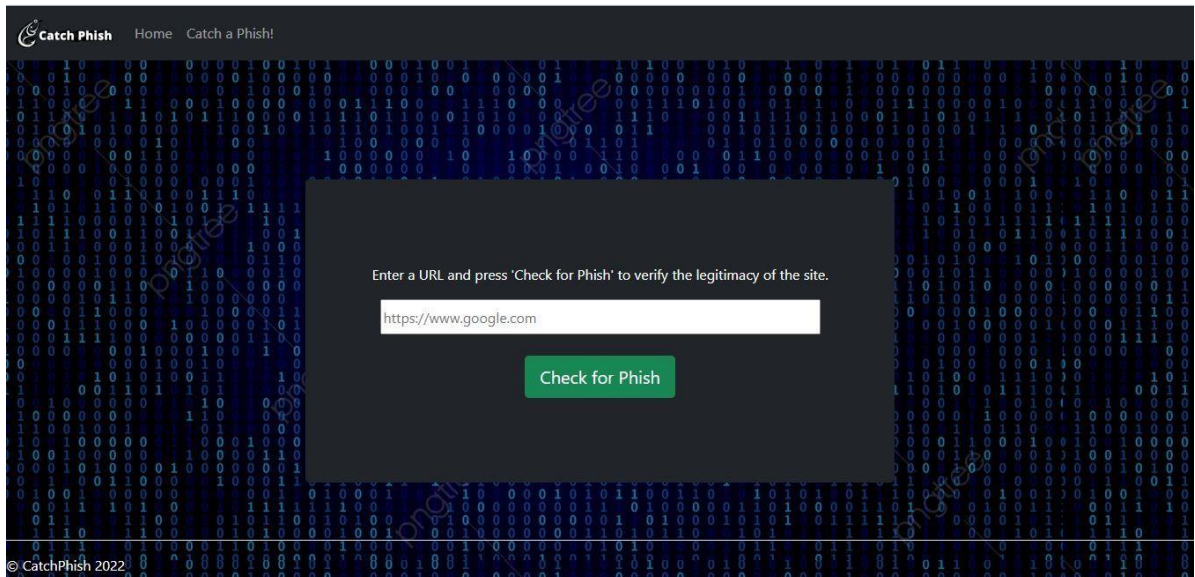 Catch Phish Home Catch a Phish!
Enter a URL and press 'Check for Phish' to verify the legitimacy of the site.
https://www.google.com
Check for Phish
© CatchPhish 2022
pngtree